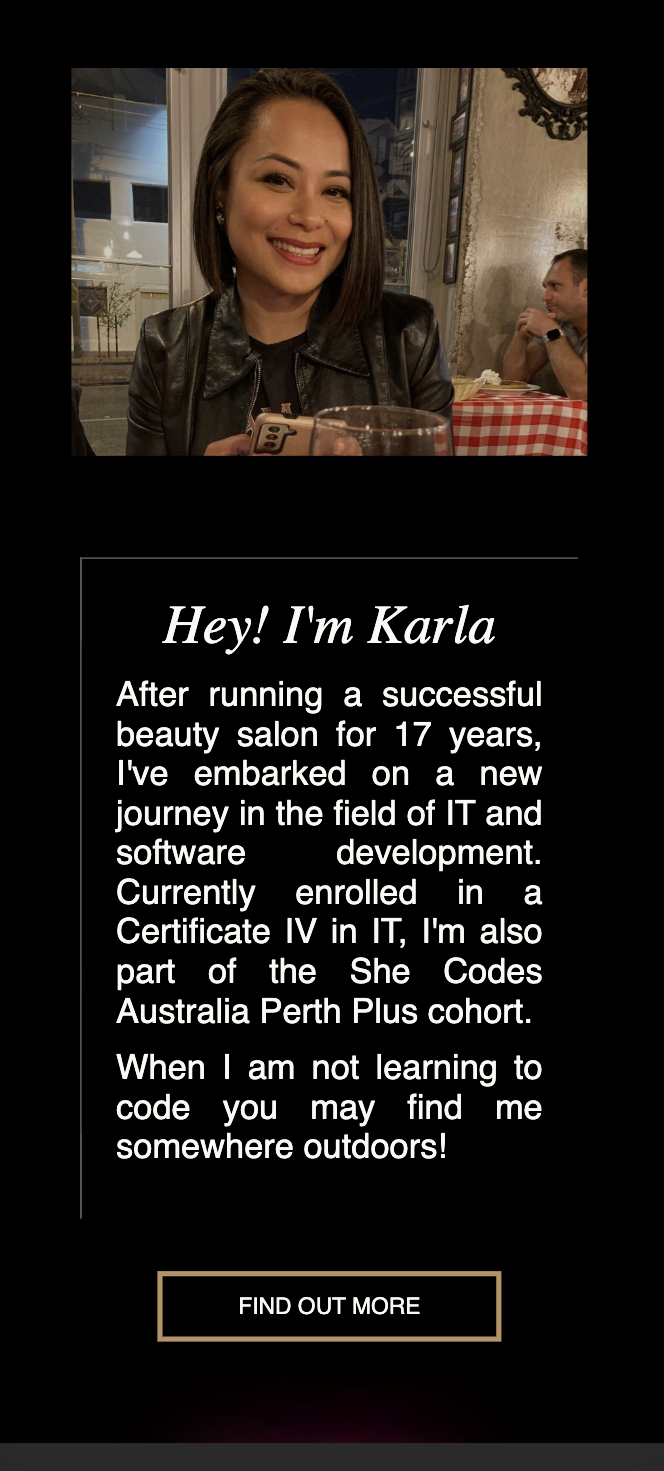 Hey! I'm Karla
After running a successful
beauty salon for 17 years,
I've embarked on a new
journey in the field of IT and
software development.
Currently enrolled in a
Certificate IV in IT, I'm also
part of the She Codes
Australia Perth Plus cohort.
When I am not learning to
code you may find me
somewhere outdoors!
FIND OUT MORE